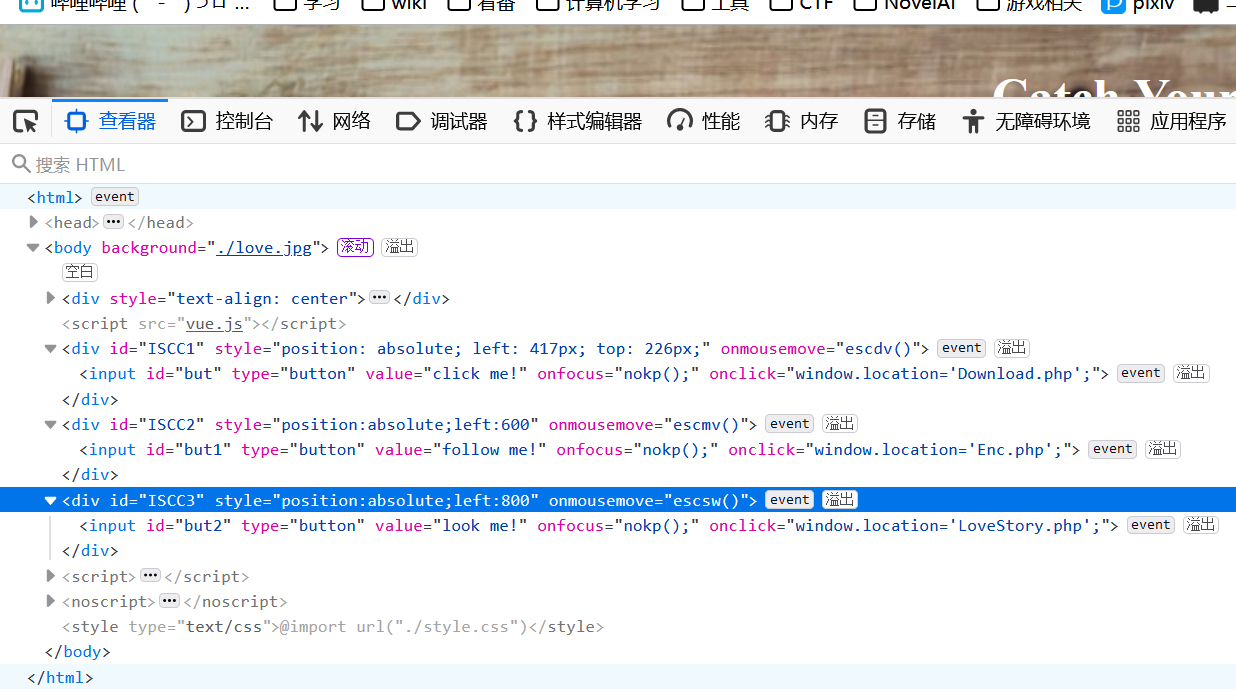 哔哩哔哩 ( ゜- ゜)つロ ... 学习 wiki 看番 计算机学习 工具 CTF NovelAI 游戏相关 pixiv
Catch Your
查看器 控制台 网络 调试器 样式编辑器 性能 内存 存储 无障碍环境 应用程序
搜索 HTML
<html> event
<head> ••• </head>
<body background="./love.jpg"> 滚动 溢出
空白
<div style="text-align: center"> ••• </div>
<script src="vue.js"></script>
<div id="ISCC1" style="position: absolute; left: 417px; top: 226px;" onmousemove="escdv()"> event 溢出
<input id="but" type="button" value="click me!" onfocus="nokp();" onclick="window.location='Download.php';"> event 溢出
</div>
<div id="ISCC2" style="position:absolute;left:600" onmousemove="escmv()"> event 溢出
<input id="but1" type="button" value="follow me!" onfocus="nokp();" onclick="window.location='Enc.php';"> event 溢出
</div>
<div id="ISCC3" style="position:absolute;left:800" onmousemove="escsw()"> event 溢出
<input id="but2" type="button" value="look me!" onfocus="nokp();" onclick="window.location='LoveStory.php';"> event 溢出
</div>
<script> ••• </script>
<noscript> ••• </noscript>
<style type="text/css">@import url("./style.css")</style>
</body>
</html>